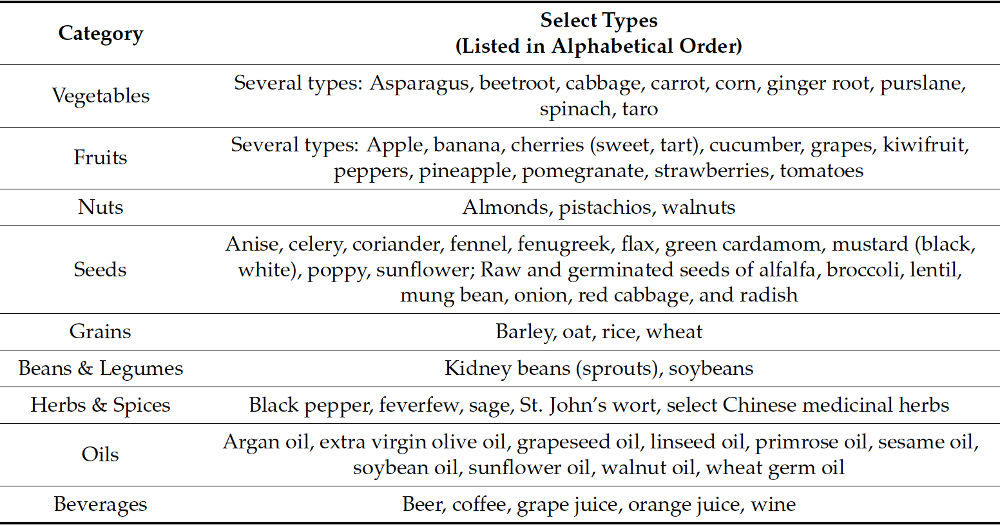 Category
Select Types
(Listed in Alphabetical Order)
Vegetables
Several types: Asparagus, beetroot, cabbage, carrot, corn, ginger root, purslane,
spinach, taro
Fruits
Several types: Apple, banana, cherries (sweet, tart), cucumber, grapes, kiwifruit,
peppers, pineapple, pomegranate, strawberries, tomatoes
Nuts
Almonds, pistachios, walnuts
Seeds
Anise, celery, coriander, fennel, fenugreek, flax, green cardamom, mustard (black,
white), poppy, sunflower; Raw and germinated seeds of alfalfa, broccoli, lentil,
mung bean, onion, red cabbage, and radish
Grains
Barley, oat, rice, wheat
Beans & Legumes
Kidney beans (sprouts), soybeans
Herbs & Spices
Black pepper, feverfew, sage, St. John’s wort, select Chinese medicinal herbs
Oils
Argan oil, extra virgin olive oil, grapeseed oil, linseed oil, primrose oil, sesame oil,
soybean oil, sunflower oil, walnut oil, wheat germ oil
Beverages
Beer, coffee, grape juice, orange juice, wine